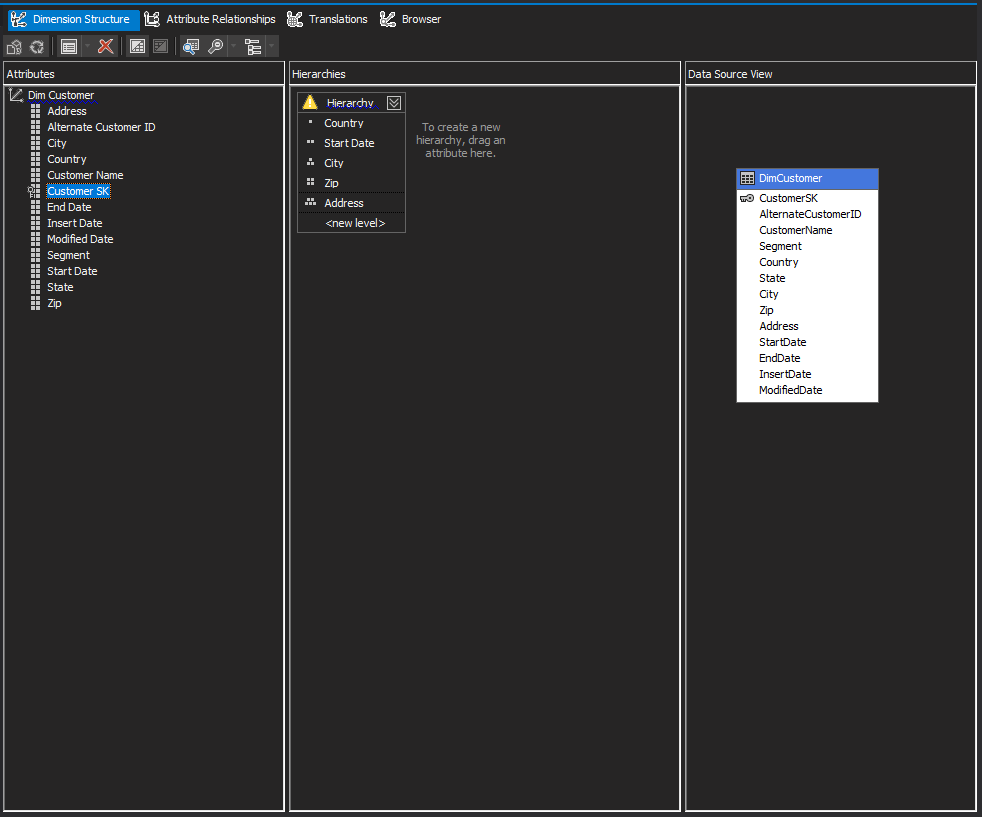 Dimension Structure Attribute Relationships Translations Browser
Attributes
Dim Customer
Address
Alternate Customer ID
City
Country
Customer Name
Customer SK
End Date
Insert Date
Modified Date
Segment
Start Date
State
Zip
Hierarchies
Hierarchy
Country
Start Date
City
Zip
Address
<new level>
To create a new
hierarchy, drag an
attribute here.
Data Source View
DimCustomer
CustomerSK
AlternateCustomerID
CustomerName
Segment
Country
State
City
Zip
Address
StartDate
EndDate
InsertDate
ModifiedDate